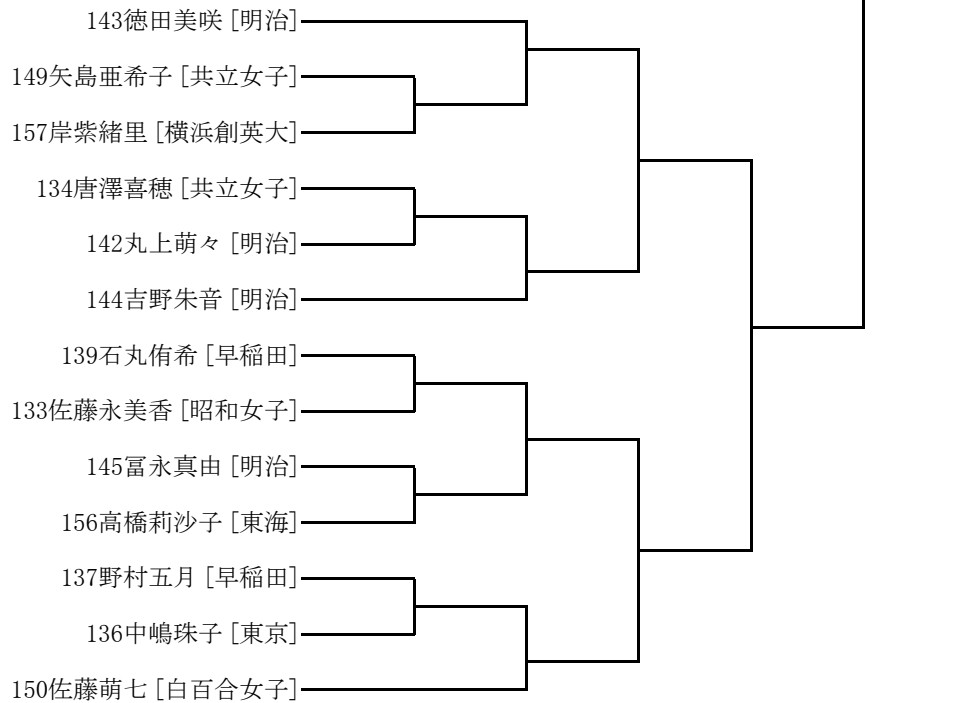 143徳田美咲 [明治]
149矢島亜希子 [共立女子]
157岸紫緒里 [横浜創英大]
134唐澤喜穂 [共立女子]
142丸上萌々 [明治]
144吉野朱音 [明治]
139石丸侑希 [早稲田]
133佐藤永美香 [昭和女子]
145冨永真由 [明治]
156高橋莉沙子 [東海]
137野村五月 [早稲田]
136中嶋珠子 [東京]
150佐藤萌七 [白百合女子]